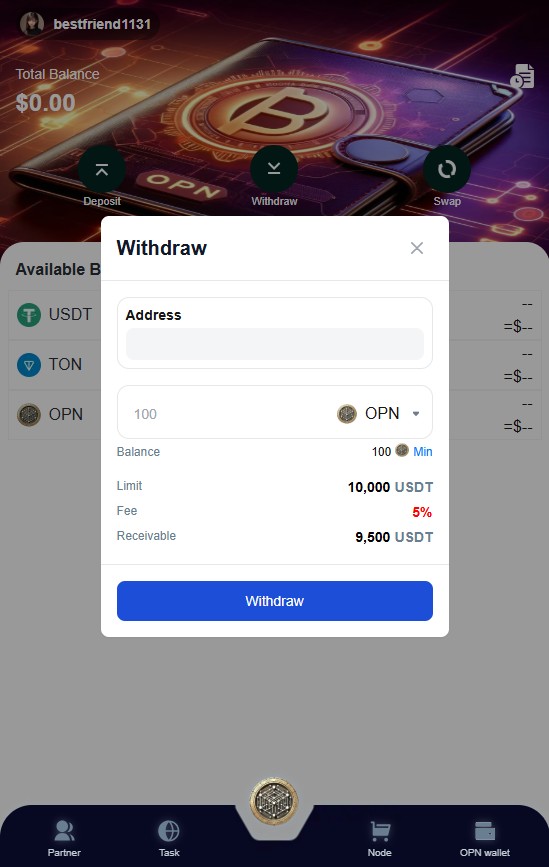 bestfriend1131
Total Balance
$0.00
OPN
Deposit
Withdraw
Swap
Available B
Withdraw
Address
USDT
--
=$--
TON
--
=$--
100
OPN
OPN
--
=$--
Balance
100 Min
Limit
10,000 USDT
Fee
5%
Receivable
9,500 USDT
Withdraw
Partner
Task
Node
OPN wallet